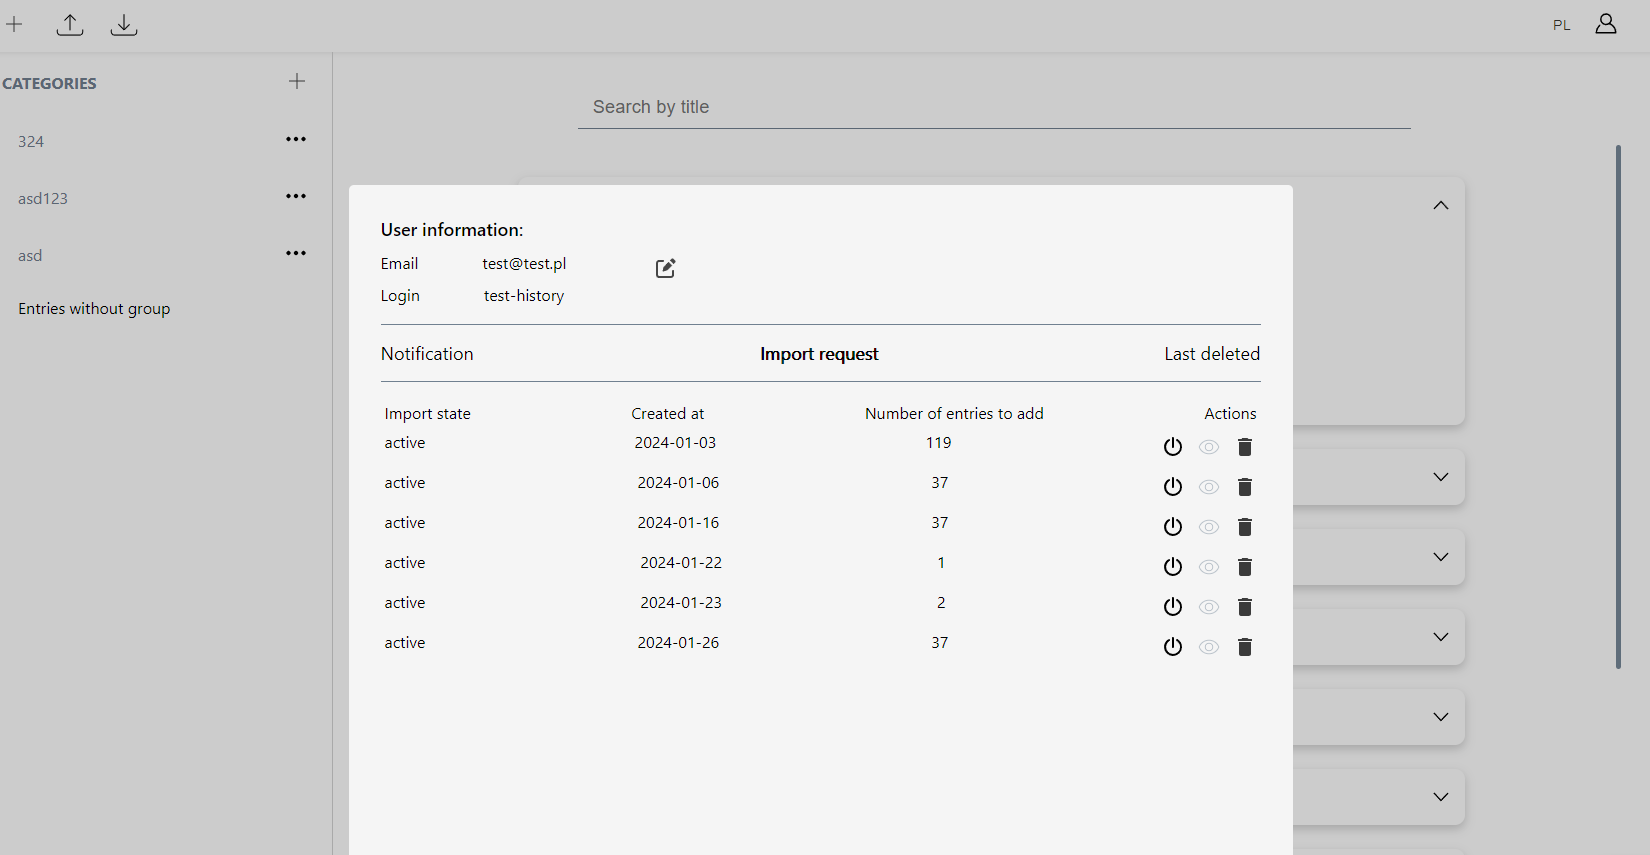 PL
CATEGORIES
324
asd123
asd
Entries without group
Search by title
User information:
Email test@test.pl
Login test-history
Notification Import request Last deleted
Import state Created at Number of entries to add Actions
active 2024-01-03 119
active 2024-01-06 37
active 2024-01-16 37
active 2024-01-22 1
active 2024-01-23 2
active 2024-01-26 37